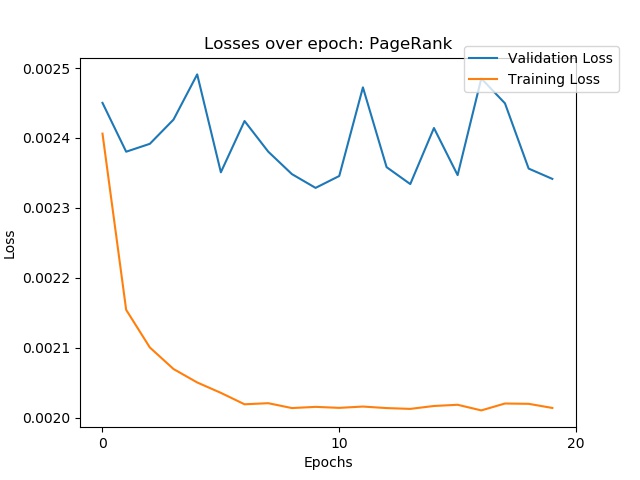 Losses over epoch: PageRank
Validation Loss
Training Loss
0.0025
0.0024
0.0023
0.0022
0.0021
0.0020
Loss
0 10 20
Epochs